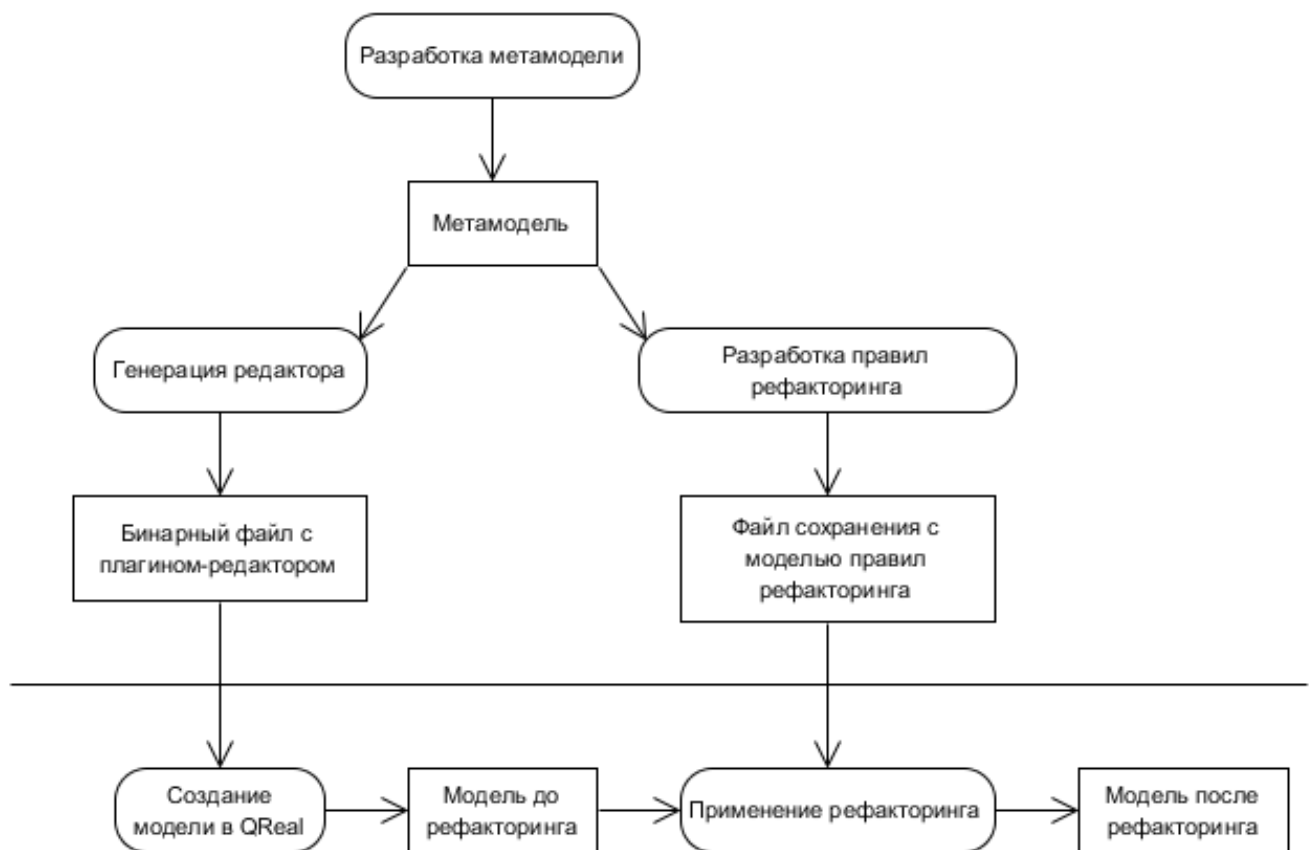 Разработка метамодели
Метамодель
Генерация редактора
Разработка правил
рефакторинга
Бинарный файл с
плагином-редактором
Файл сохранения с
моделью правил
рефакторинга
Создание
модели в QReal
Модель до
рефакторинга
Применение рефакторинга
Модель после
рефакторинга